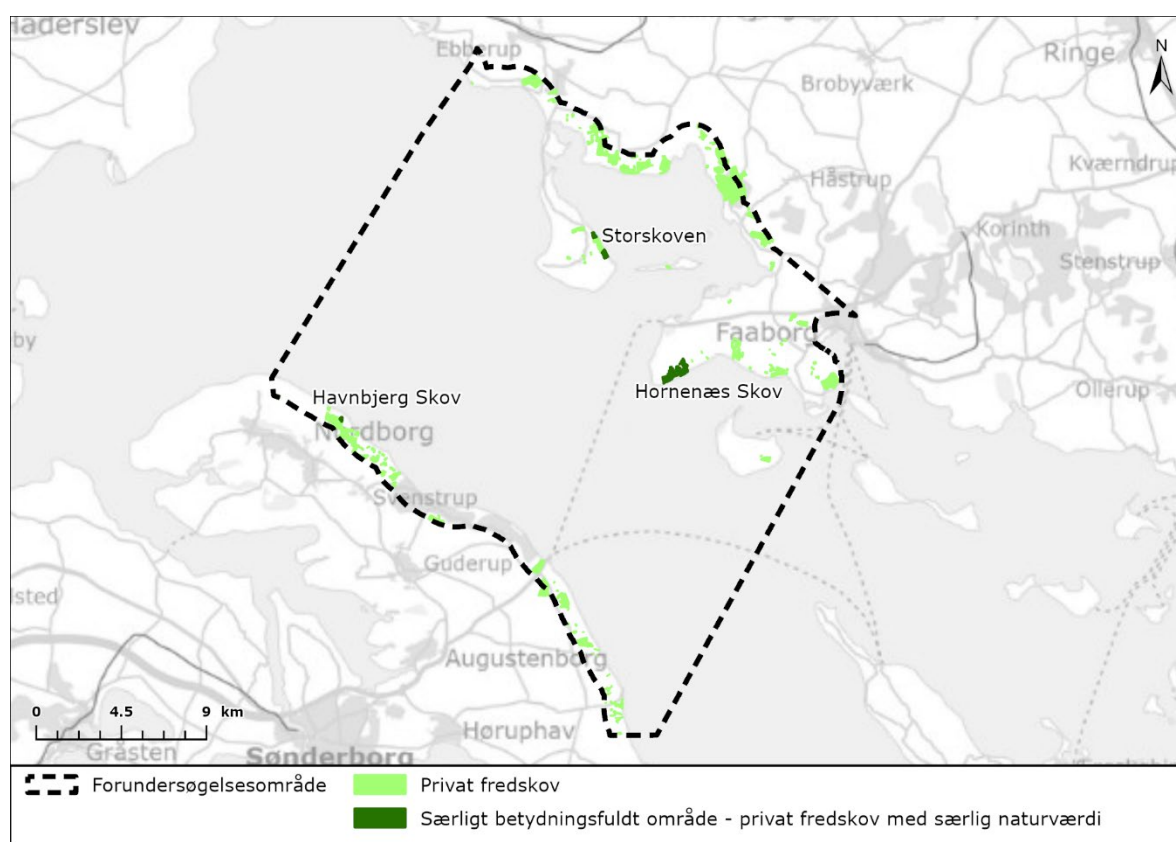 Haderslev
Ebberup
Ringe
N
Brobyværk
Kværndrup
Håstrup
Korinth
Storskoven
Stenstrup
by
Faaborg
Ollerup
Hornenæs Skov
Havnbjerg Skov
Nordborg
Svenstrup
Guderup
Augustenborg
0 4.5 9 km
Høruphav
Gråsten
Sønderborg
Forundersøgelsesområde
Privat fredskov
Særligt betydningsfuldt område - privat fredskov med særlig naturværdi